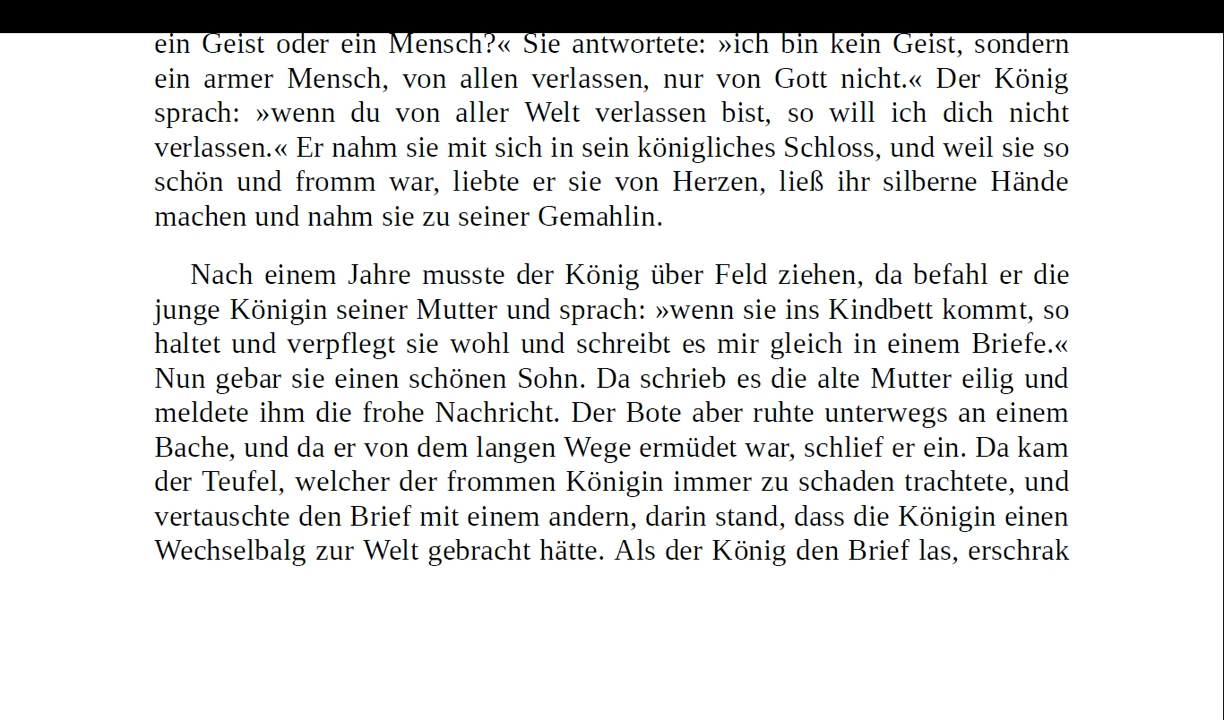 ein Geist oder ein Mensch?« Sie antwortete: »ich bin kein Geist, sondern
ein armer Mensch, von allen verlassen, nur von Gott nicht.« Der König
sprach: »wenn du von aller Welt verlassen bist, so will ich dich nicht
verlassen.« Er nahm sie mit sich in sein königliches Schloss, und weil sie so
schön und fromm war, liebte er sie von Herzen, ließ ihr silberne Hände
machen und nahm sie zu seiner Gemahlin.
Nach einem Jahre musste der König über Feld ziehen, da befahl er die
junge Königin seiner Mutter und sprach: »wenn sie ins Kindbett kommt, so
haltet und verpflegt sie wohl und schreibt es mir gleich in einem Briefe.«
Nun gebar sie einen schönen Sohn. Da schrieb es die alte Mutter eilig und
meldete ihm die frohe Nachricht. Der Bote aber ruhte unterwegs an einem
Bache, und da er von dem langen Wege ermüdet war, schlief er ein. Da kam
der Teufel, welcher der frommen Königin immer zu schaden trachtete, und
vertauschte den Brief mit einem andern, darin stand, dass die Königin einen
Wechselbalg zur Welt gebracht hätte. Als der König den Brief las, erschrak